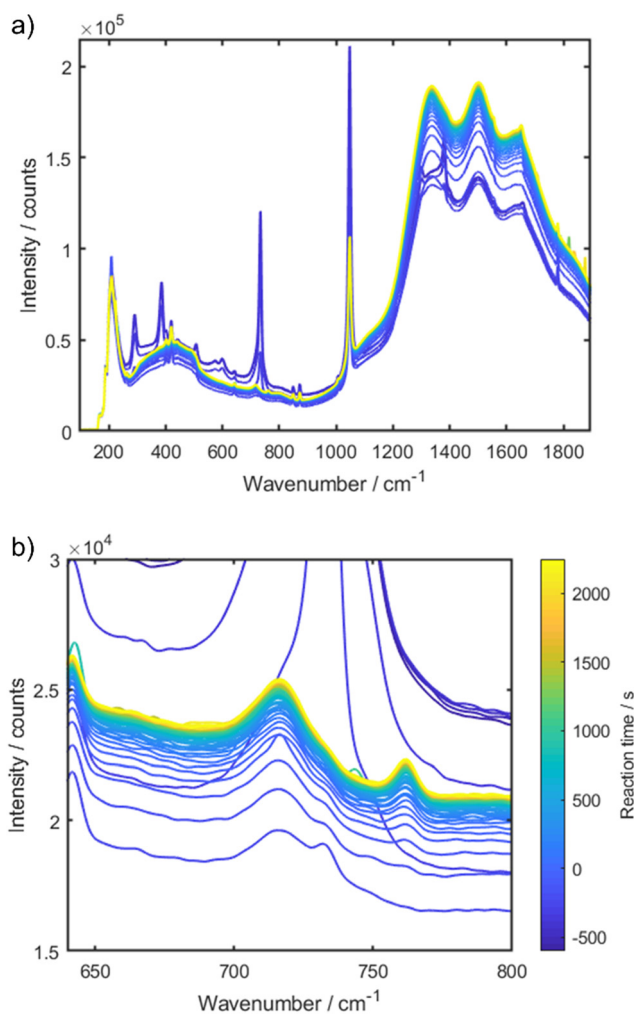 a)
×10⁵
2
1.5
1
0.5
0
Intensity / counts
200 400 600 800 1000 1200 1400 1600 1800
Wavenumber / cm⁻¹
b)
×10⁴
3
2.5
2
1.5
Intensity / counts
650 700 750 800
Wavenumber / cm⁻¹
2000
1500
1000
500
0
-500
Reaction time / s